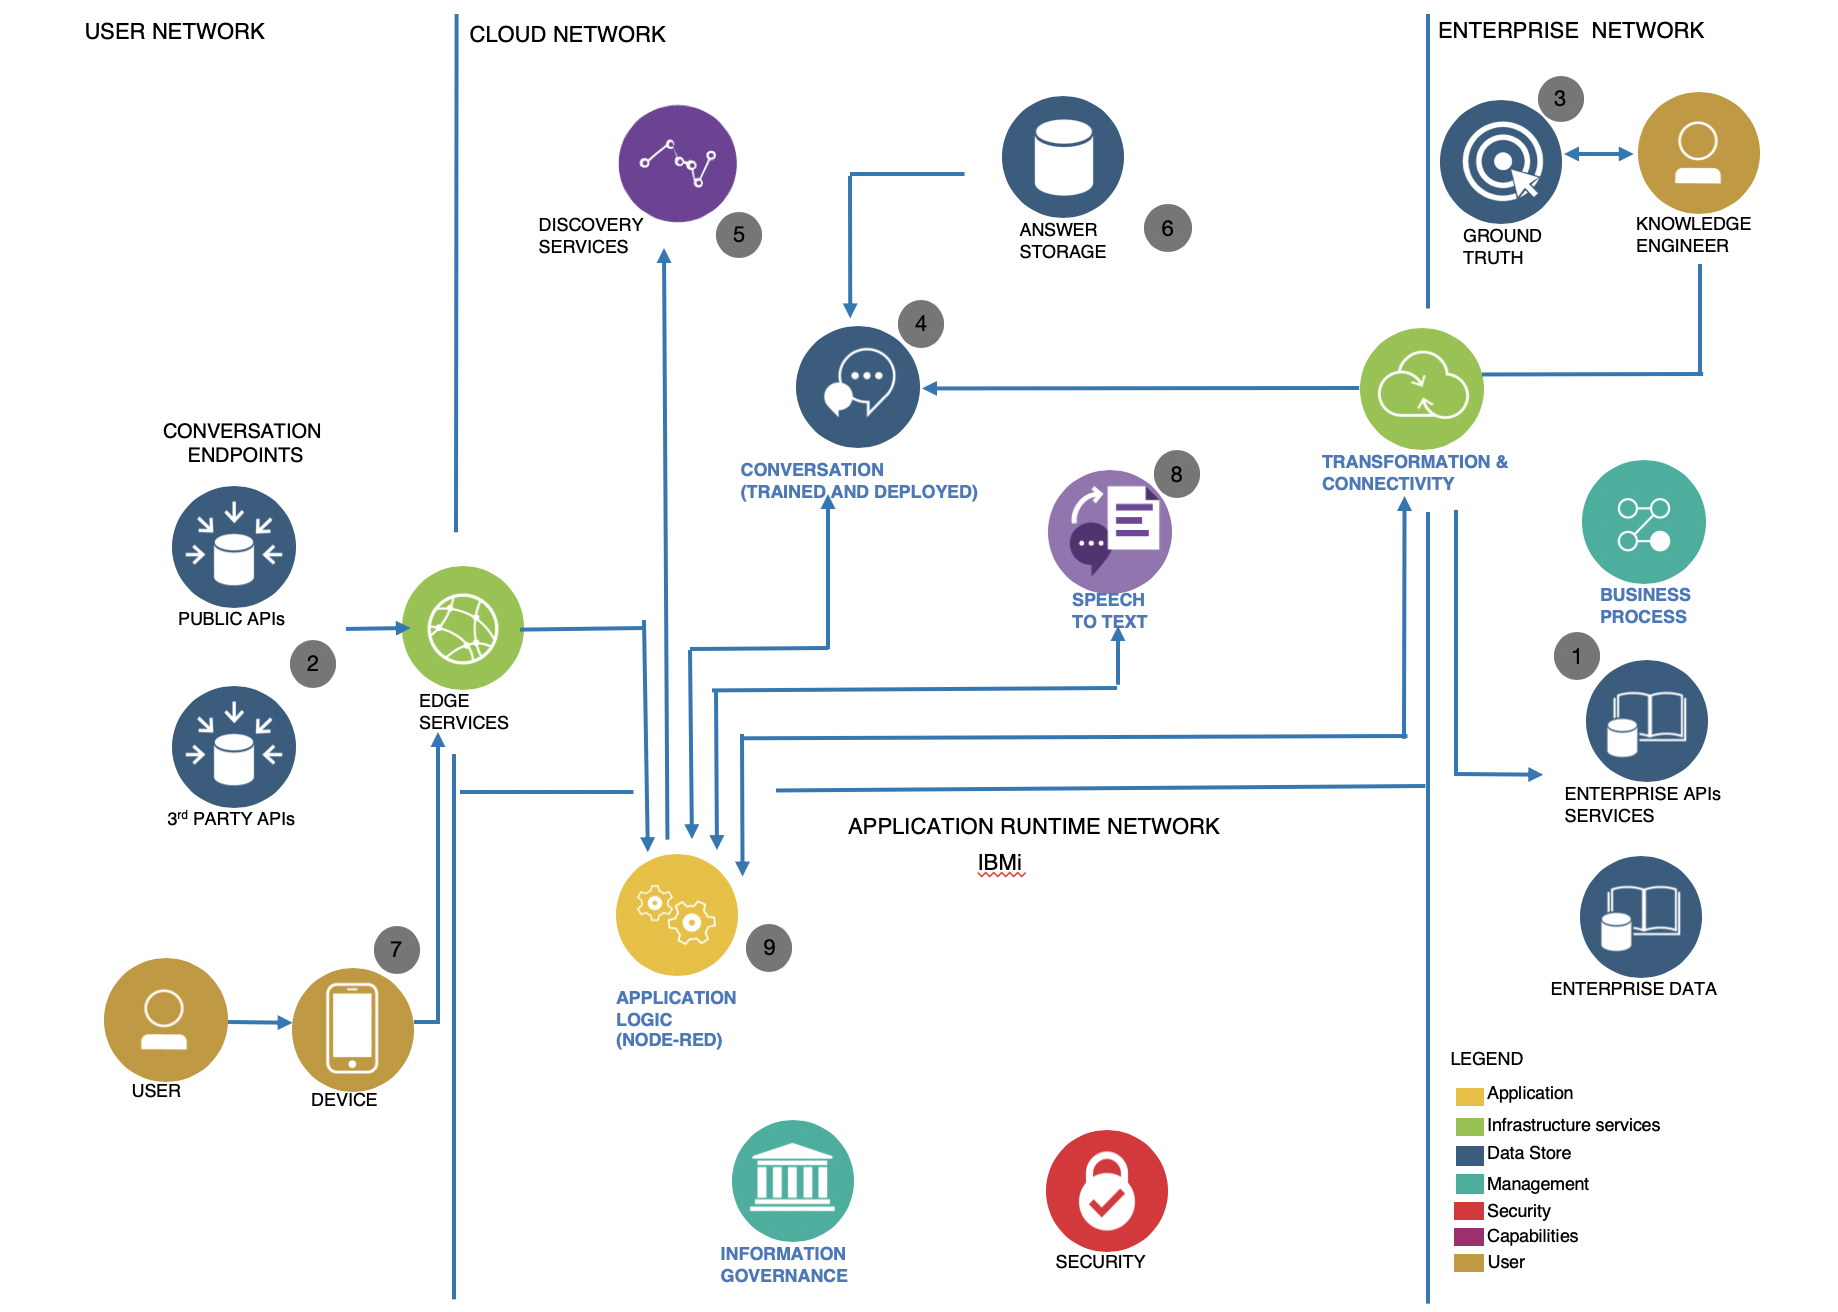 USER NETWORK
CLOUD NETWORK
ENTERPRISE  NETWORK
3
DISCOVERY
SERVICES
5
ANSWER
STORAGE
6
GROUND
TRUTH
KNOWLEDGE
ENGINEER
4
CONVERSATION
(TRAINED AND DEPLOYED)
CONVERSATION
ENDPOINTS
PUBLIC APIs
2
3rd PARTY APIs
EDGE
SERVICES
8
SPEECH
TO TEXT
TRANSFORMATION &
CONNECTIVITY
BUSINESS
PROCESS
1
ENTERPRISE APIs
SERVICES
ENTERPRISE DATA
APPLICATION RUNTIME NETWORK
IBMi
7
USER
DEVICE
9
APPLICATION
LOGIC
(NODE-RED)
INFORMATION
GOVERNANCE
SECURITY
LEGEND
Application
Infrastructure services
Data Store
Management
Security
Capabilities
User